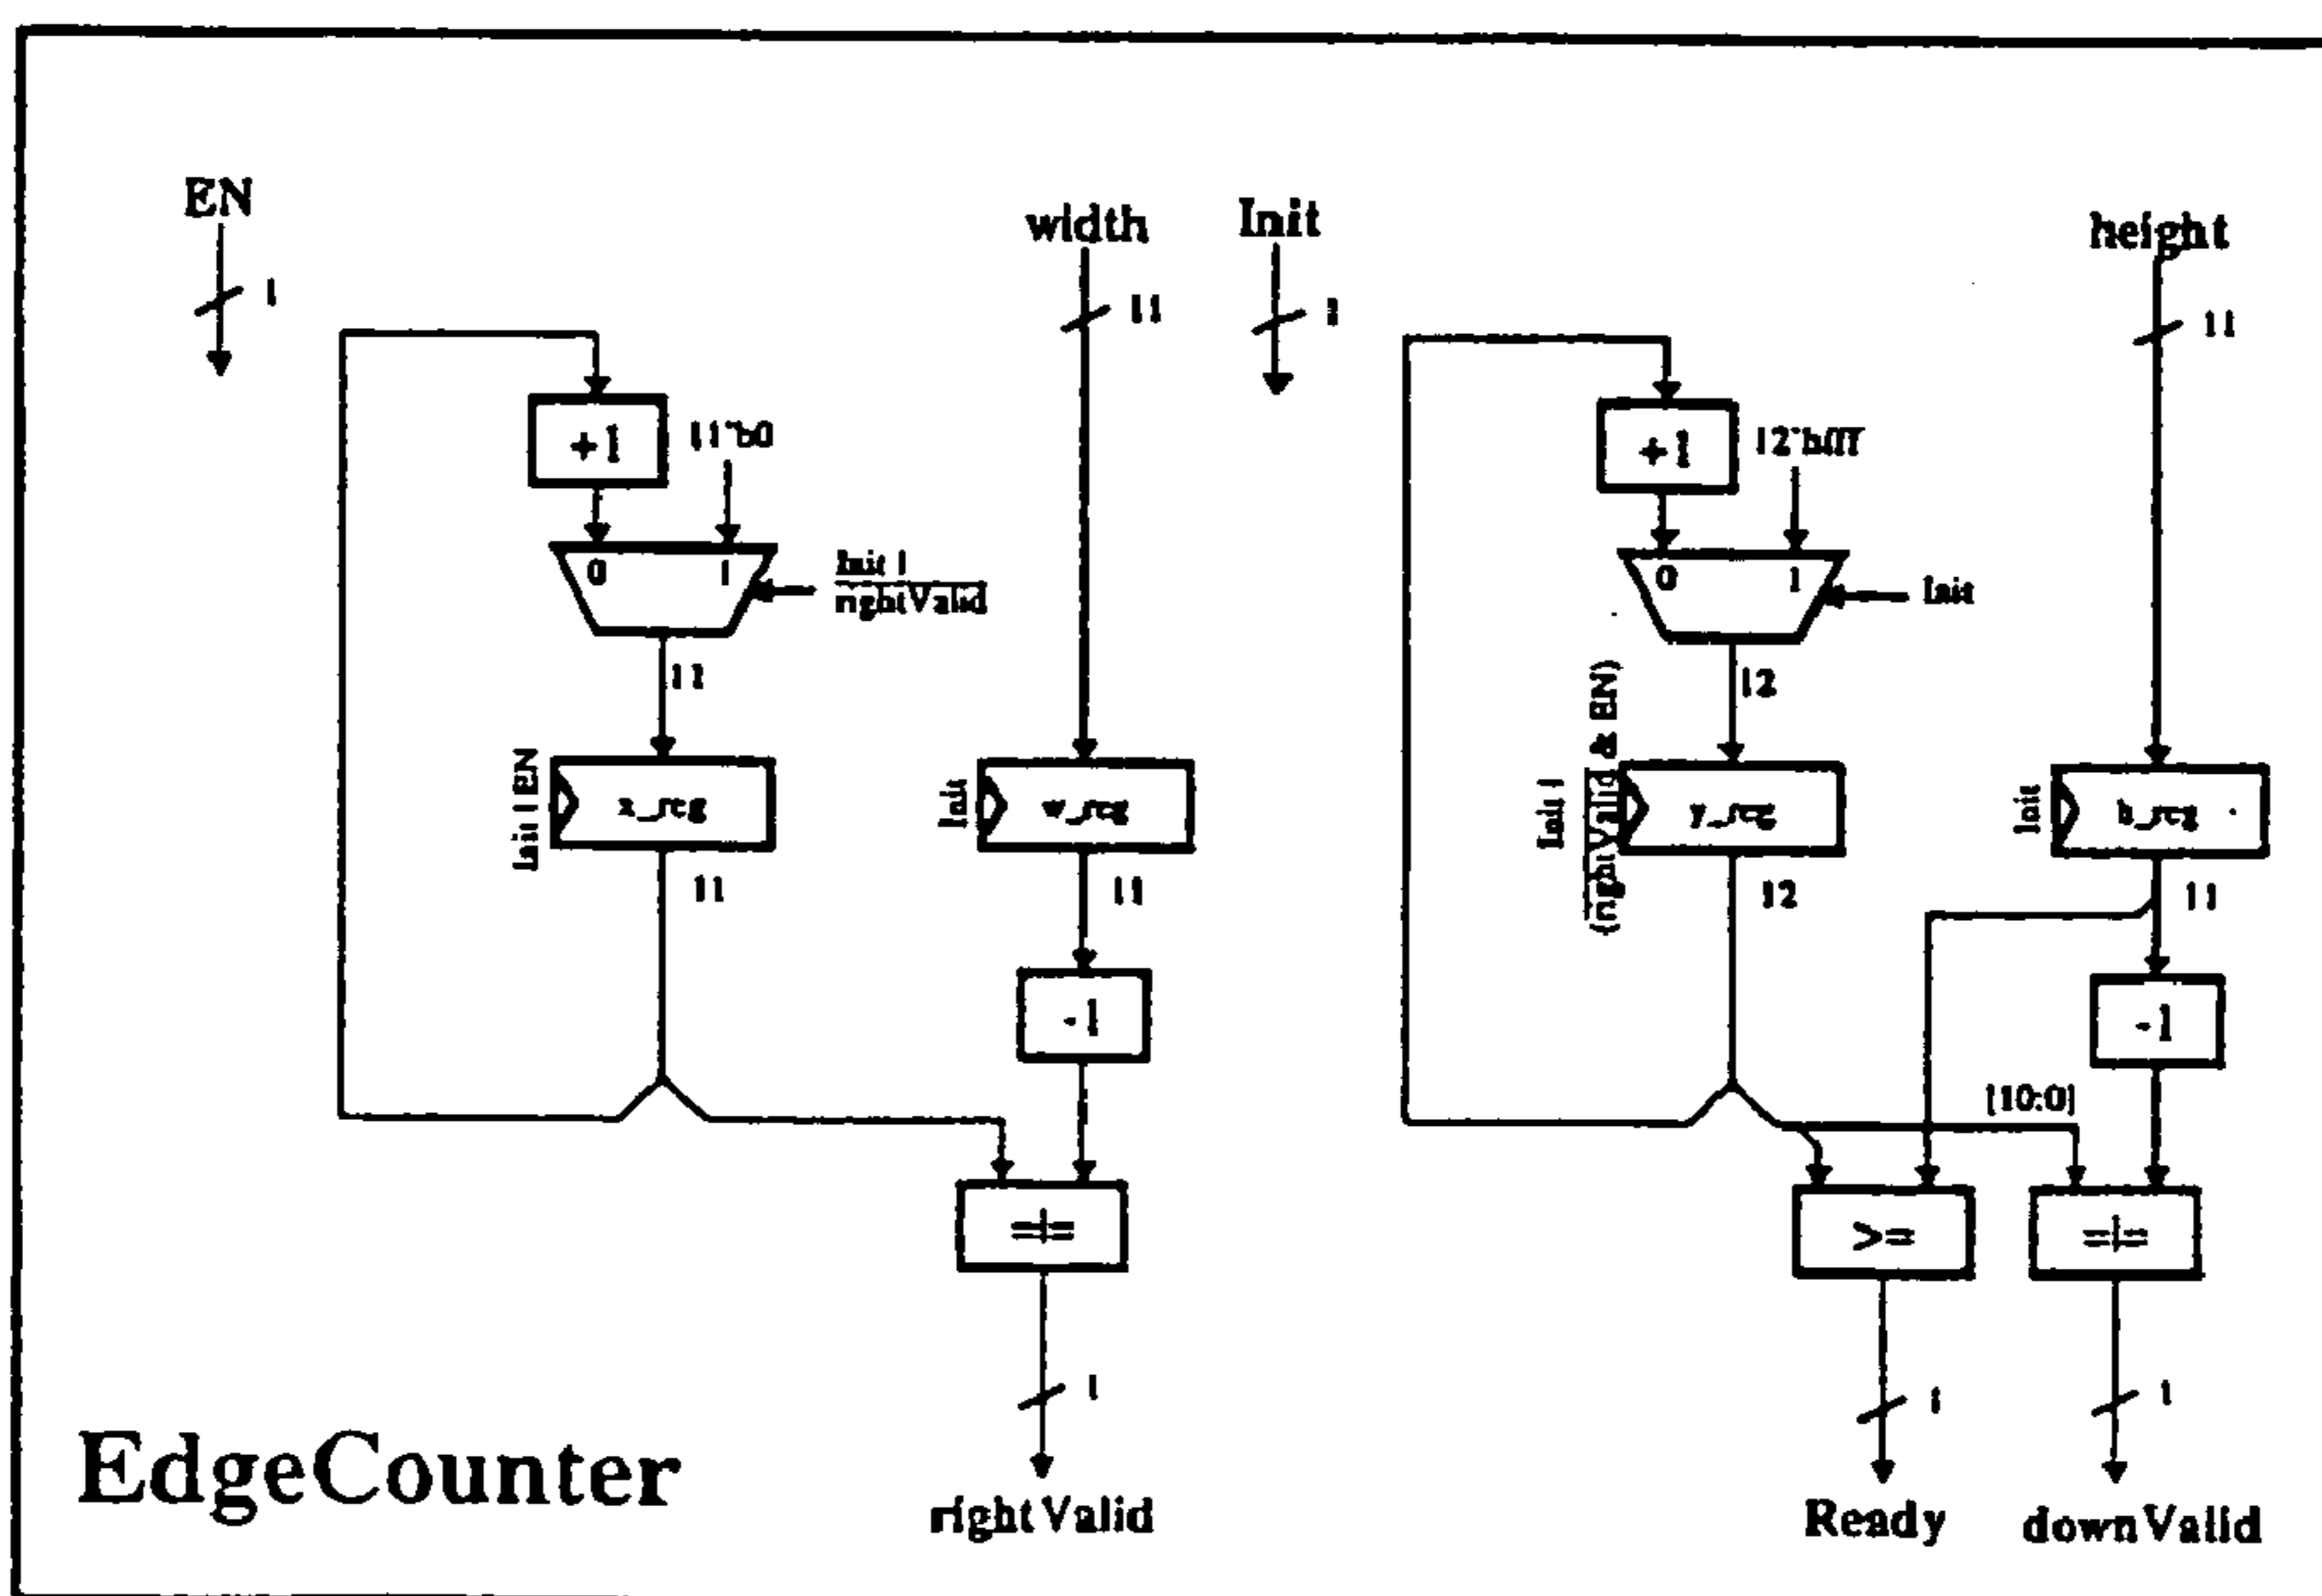 EN
width
Init
height
1
11
1
11
+1
11'b0
+1
0
1
Init |
rightValid
0
1
Init
11
12
Init | EN
x_reg
Init
w_reg
Init |
(rightValid & EN)
y_reg
Init
h_reg
11
11
12
11
-1
-1
[10:0]
=|=
>=
=|=
1
1
1
EdgeCounter
rightValid
Ready
downValid